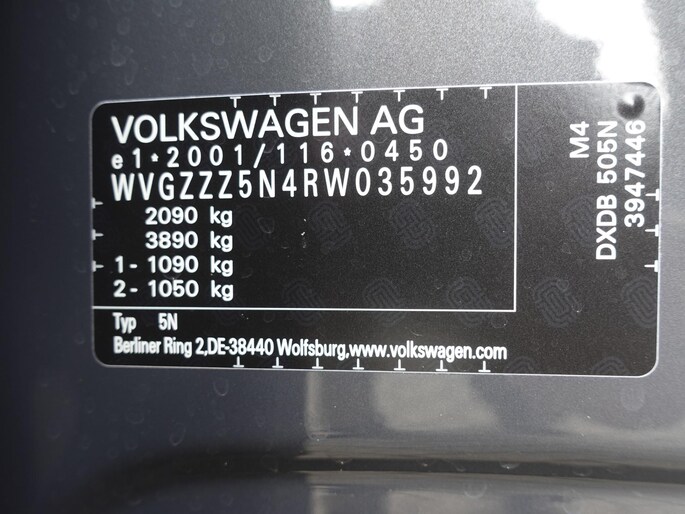 VOLKSWAGEN AG
e1*2001/116*0450
WVGZZZ5N4RW035992
2090 kg
3890 kg
1 - 1090 kg
2 - 1050 kg
Typ 5N
Berliner Ring 2,DE-38440 Wolfsburg,www.volkswagen.com
M4
DXDB 505N
3947446